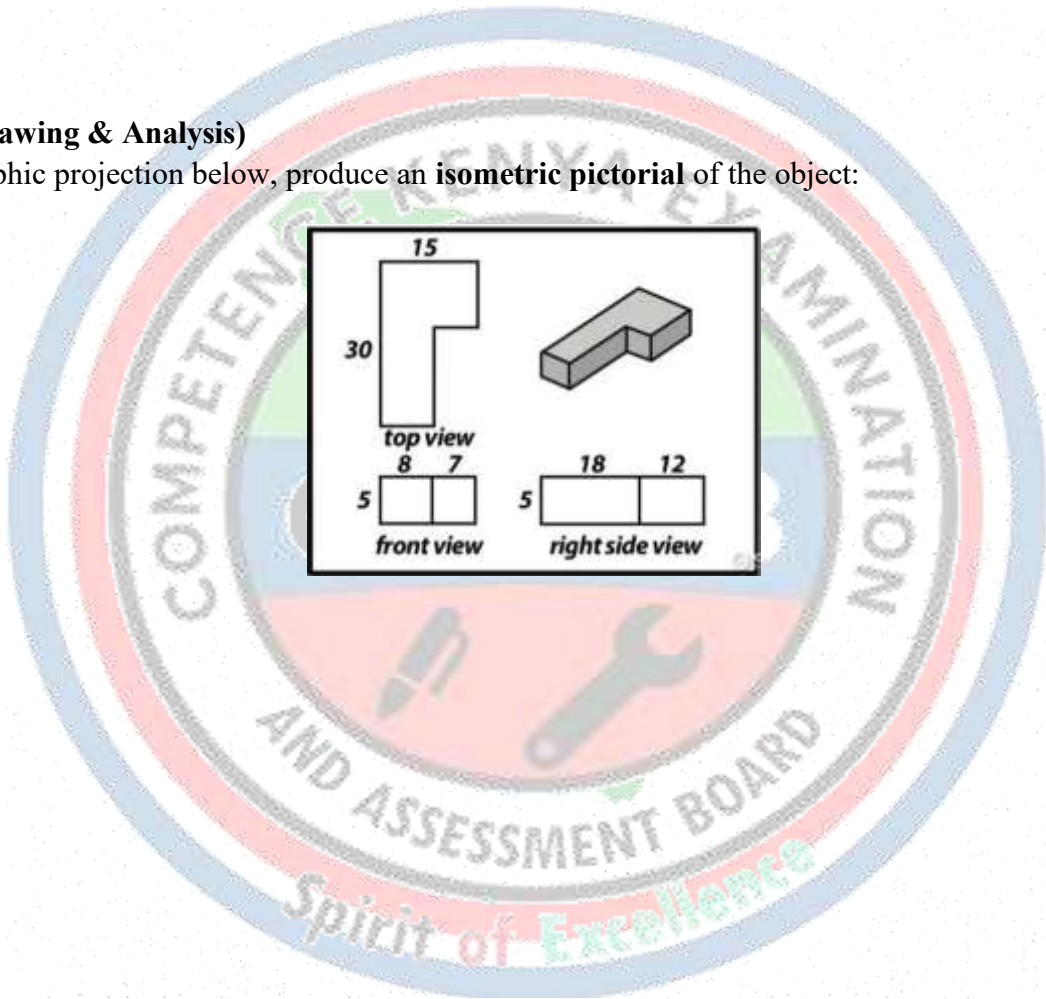 awing & Analysis)
phic projection below, produce an isometric pictorial of the object:
15
30
top view
8 7
5
front view
18 12
5
right side view
COMPETENCE KENYA EXAMINATION
AND ASSESSMENT BOARD
Spirit of Excellence